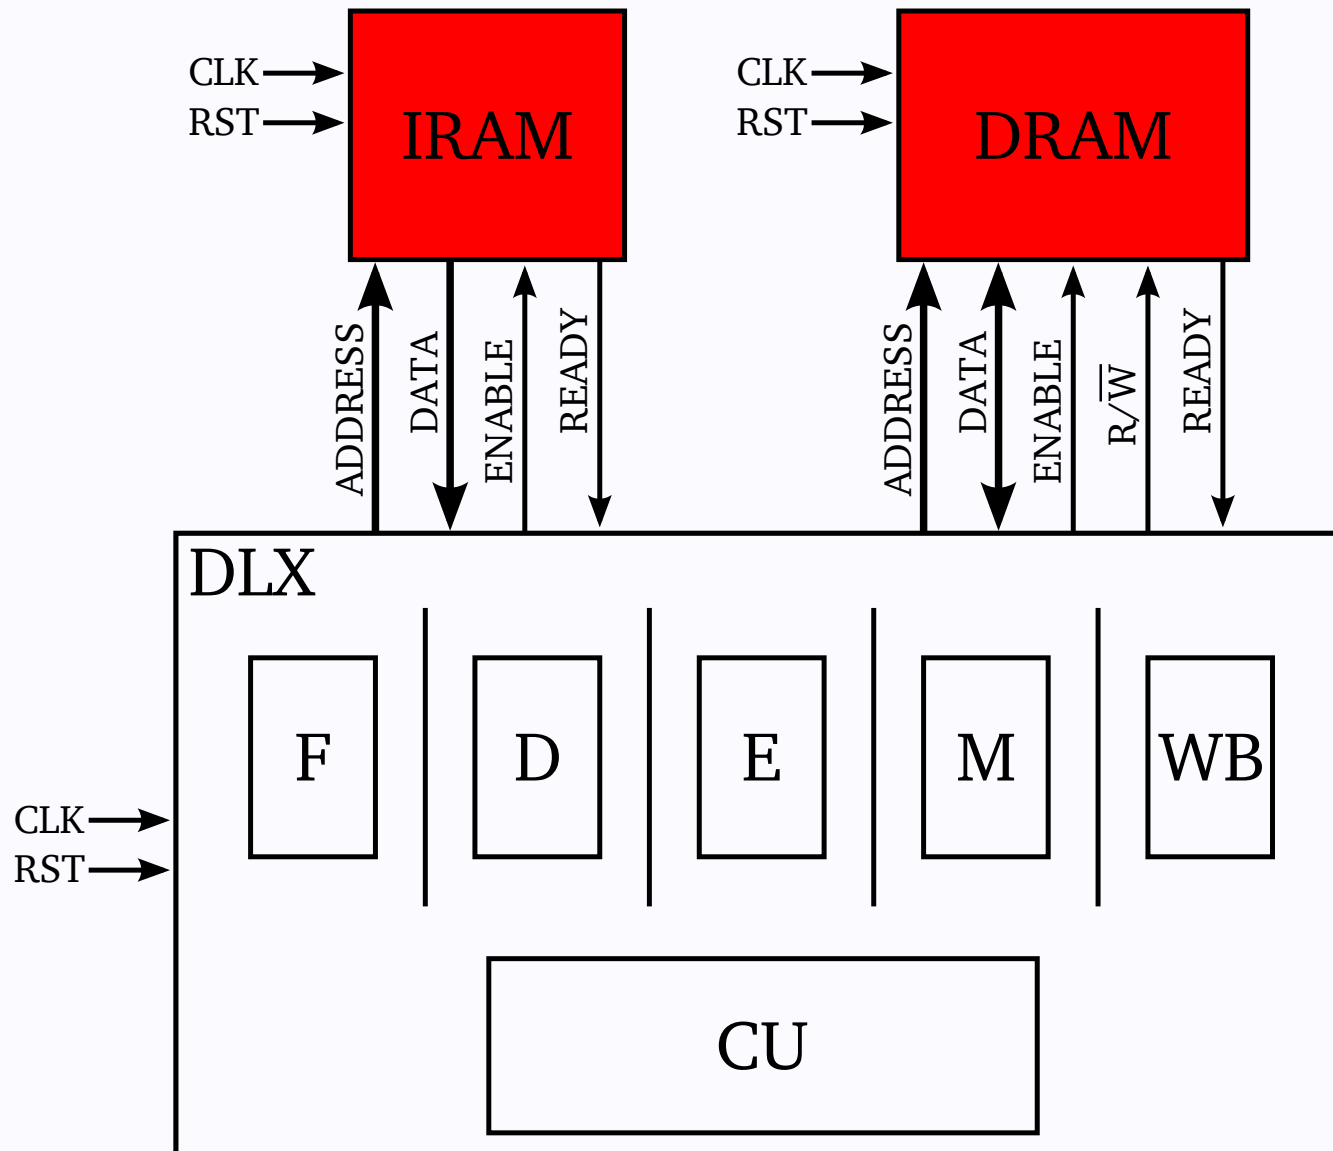 CLK
RST
IRAM
CLK
RST
DRAM
ADDRESS
DATA
ENABLE
READY
ADDRESS
DATA
ENABLE
R/W̅
READY
DLX
F
D
E
M
WB
CLK
RST
CU